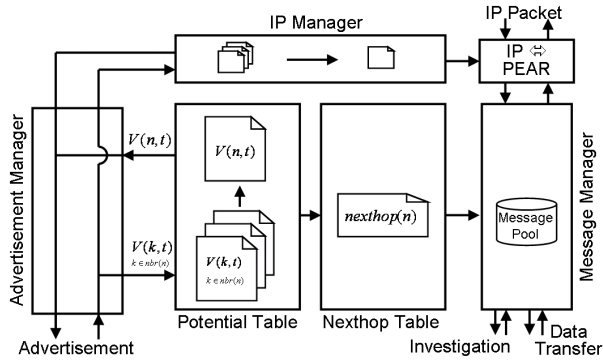 IP Manager
IP Packet
IP ⇔
PEAR
Advertisement Manager
V(n,t)
V(n,t)
V(k,t)
k∈nbr(n)
V(k,t)
k∈nbr(n)
nexthop(n)
Message
Pool
Message Manager
Potential Table
Nexthop Table
Advertisement
Investigation
Data
Transfer